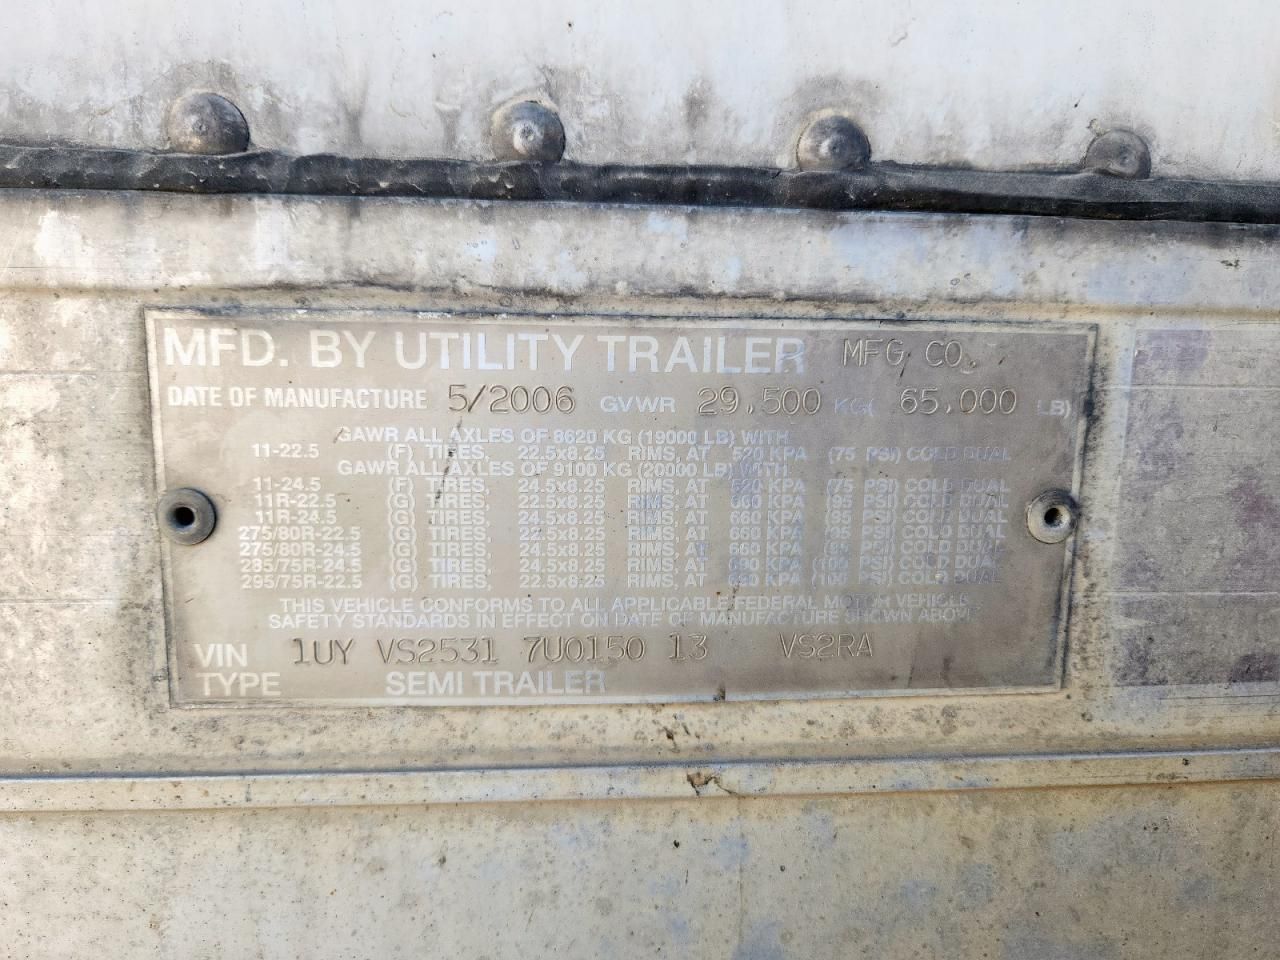 MFD. BY UTILITY TRAILER MFG CO.
DATE OF MANUFACTURE 5/2006 GVWR 29,500 KG( 65,000 LB)
GAWR ALL AXLES OF 8620 KG (19000 LB) WITH
11-22.5 (F) TIRES, 22.5x8.25 RIMS, AT 520 KPA (75 PSI) COLD DUAL
GAWR ALL AXLES OF 9100 KG (20000 LB) WITH
11-24.5 (F) TIRES, 24.5x8.25 RIMS, AT 520 KPA (75 PSI) COLD DUAL
11R-22.5 (G) TIRES, 22.5x8.25 RIMS, AT 660 KPA (95 PSI) COLD DUAL
11R-24.5 (G) TIRES, 24.5x8.25 RIMS, AT 660 KPA (95 PSI) COLD DUAL
275/80R-22.5 (G) TIRES, 22.5x8.25 RIMS, AT 660 KPA (95 PSI) COLD DUAL
275/80R-24.5 (G) TIRES, 24.5x8.25 RIMS, AT 660 KPA (95 PSI) COLD DUAL
285/75R-24.5 (G) TIRES, 24.5x8.25 RIMS, AT 690 KPA (100 PSI) COLD DUAL
295/75R-22.5 (G) TIRES, 22.5x8.25 RIMS, AT 690 KPA (100 PSI) COLD DUAL
THIS VEHICLE CONFORMS TO ALL APPLICABLE FEDERAL MOTOR VEHICLE
SAFETY STANDARDS IN EFFECT ON DATE OF MANUFACTURE SHOWN ABOVE
VIN 1UY VS2531 7U0150 13 VS2RA
TYPE SEMI TRAILER